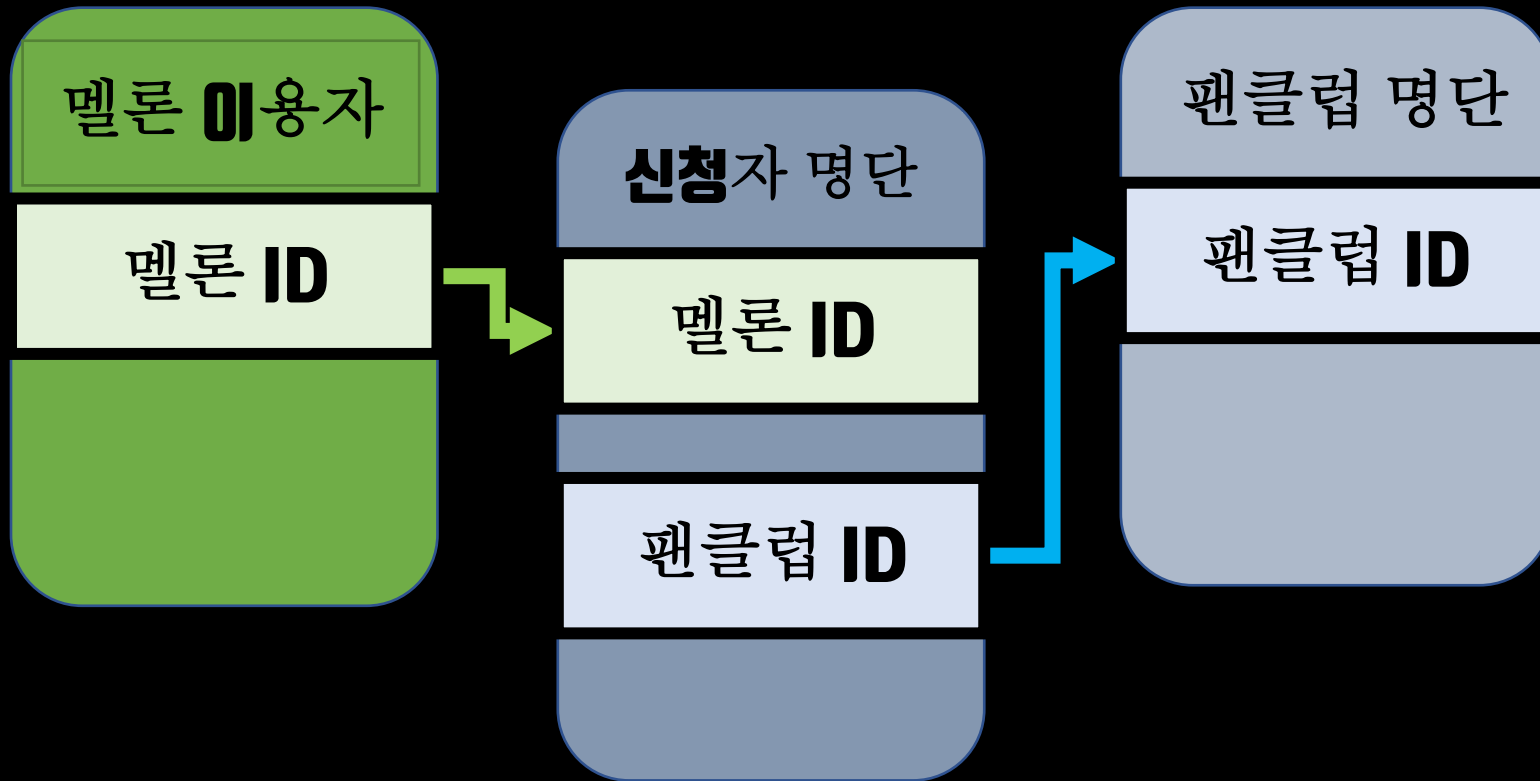 멜론 이용자
멜론 ID
신청자 명단
멜론 ID
팬클럽 ID
팬클럽 명단
팬클럽 ID